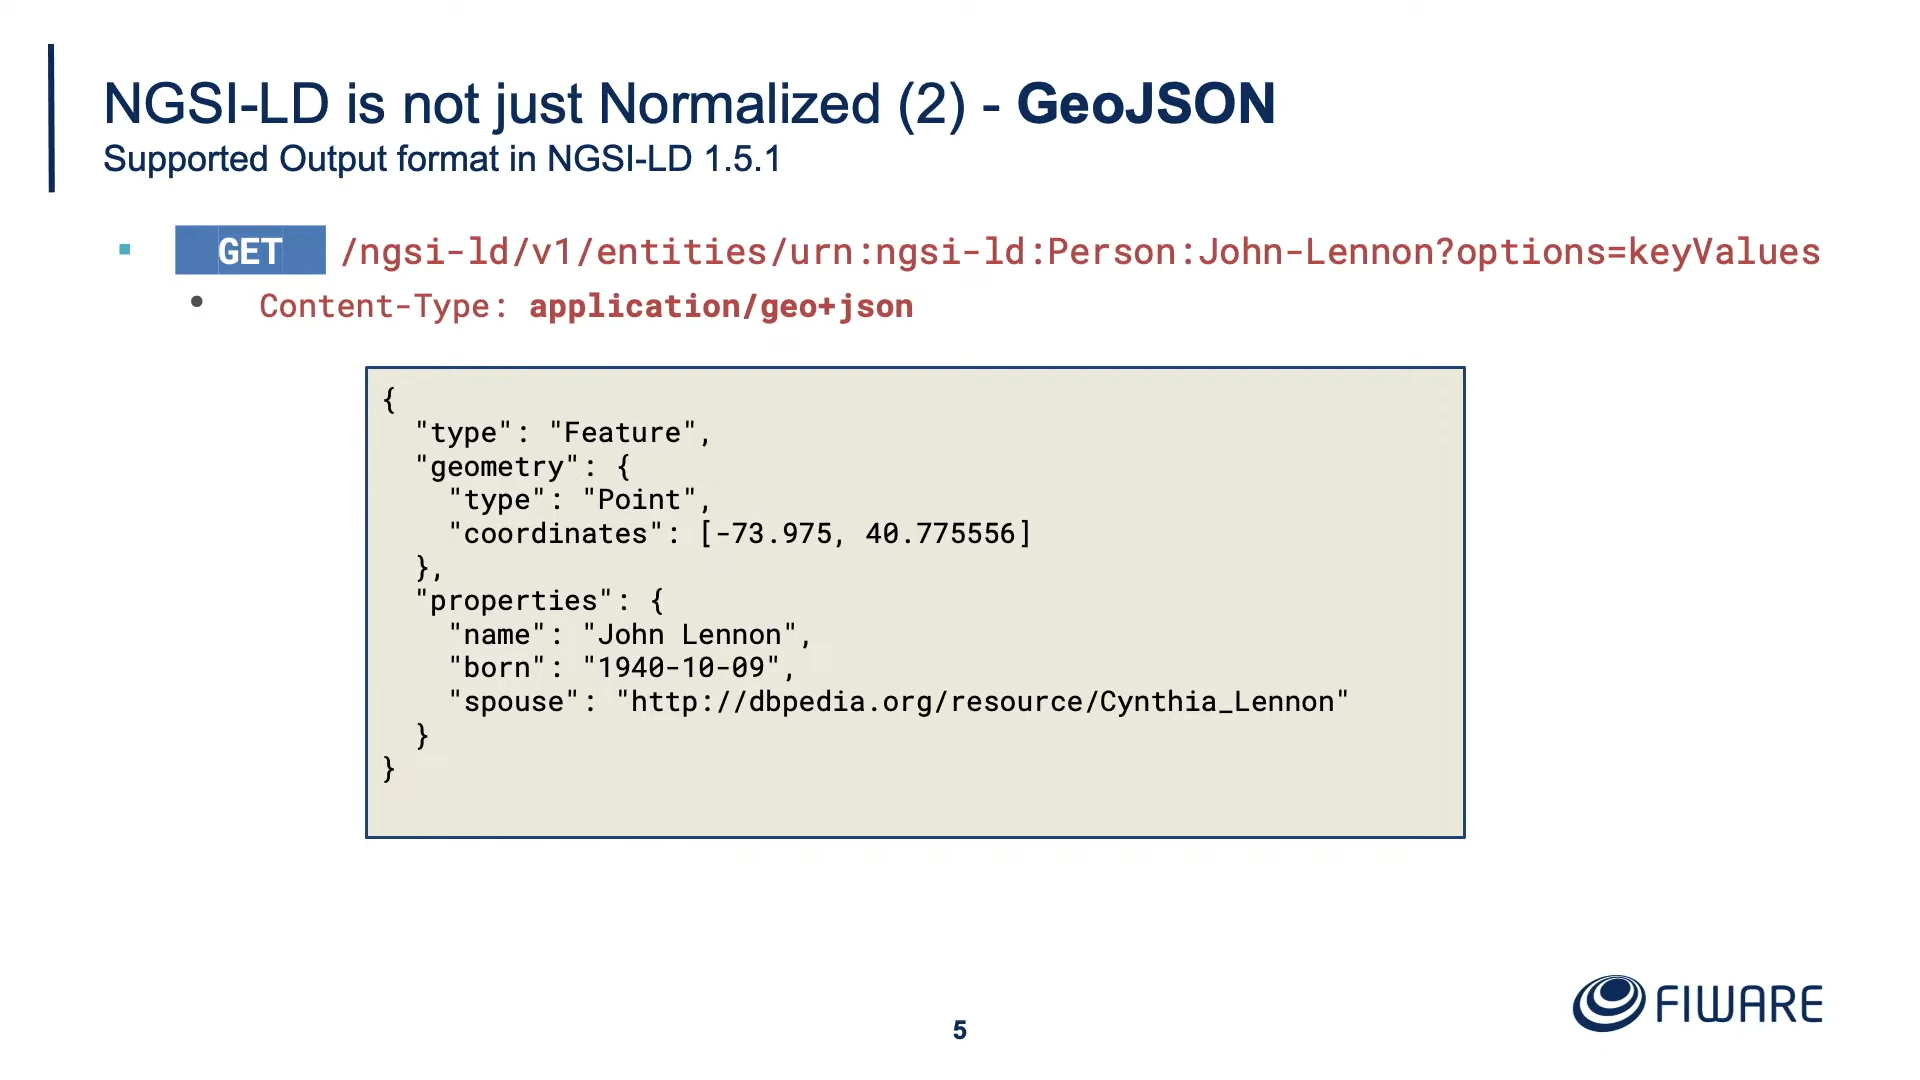 NGSI-LD is not just Normalized (2) - GeoJSON
Supported Output format in NGSI-LD 1.5.1
▪ GET /ngsi-ld/v1/entities/urn:ngsi-ld:Person:John-Lennon?options=keyValues
• Content-Type: application/geo+json
{
  "type": "Feature",
  "geometry": {
    "type": "Point",
    "coordinates": [-73.975, 40.775556]
  },
  "properties": {
    "name": "John Lennon",
    "born": "1940-10-09",
    "spouse": "http://dbpedia.org/resource/Cynthia_Lennon"
  }
}
FIWARE
5